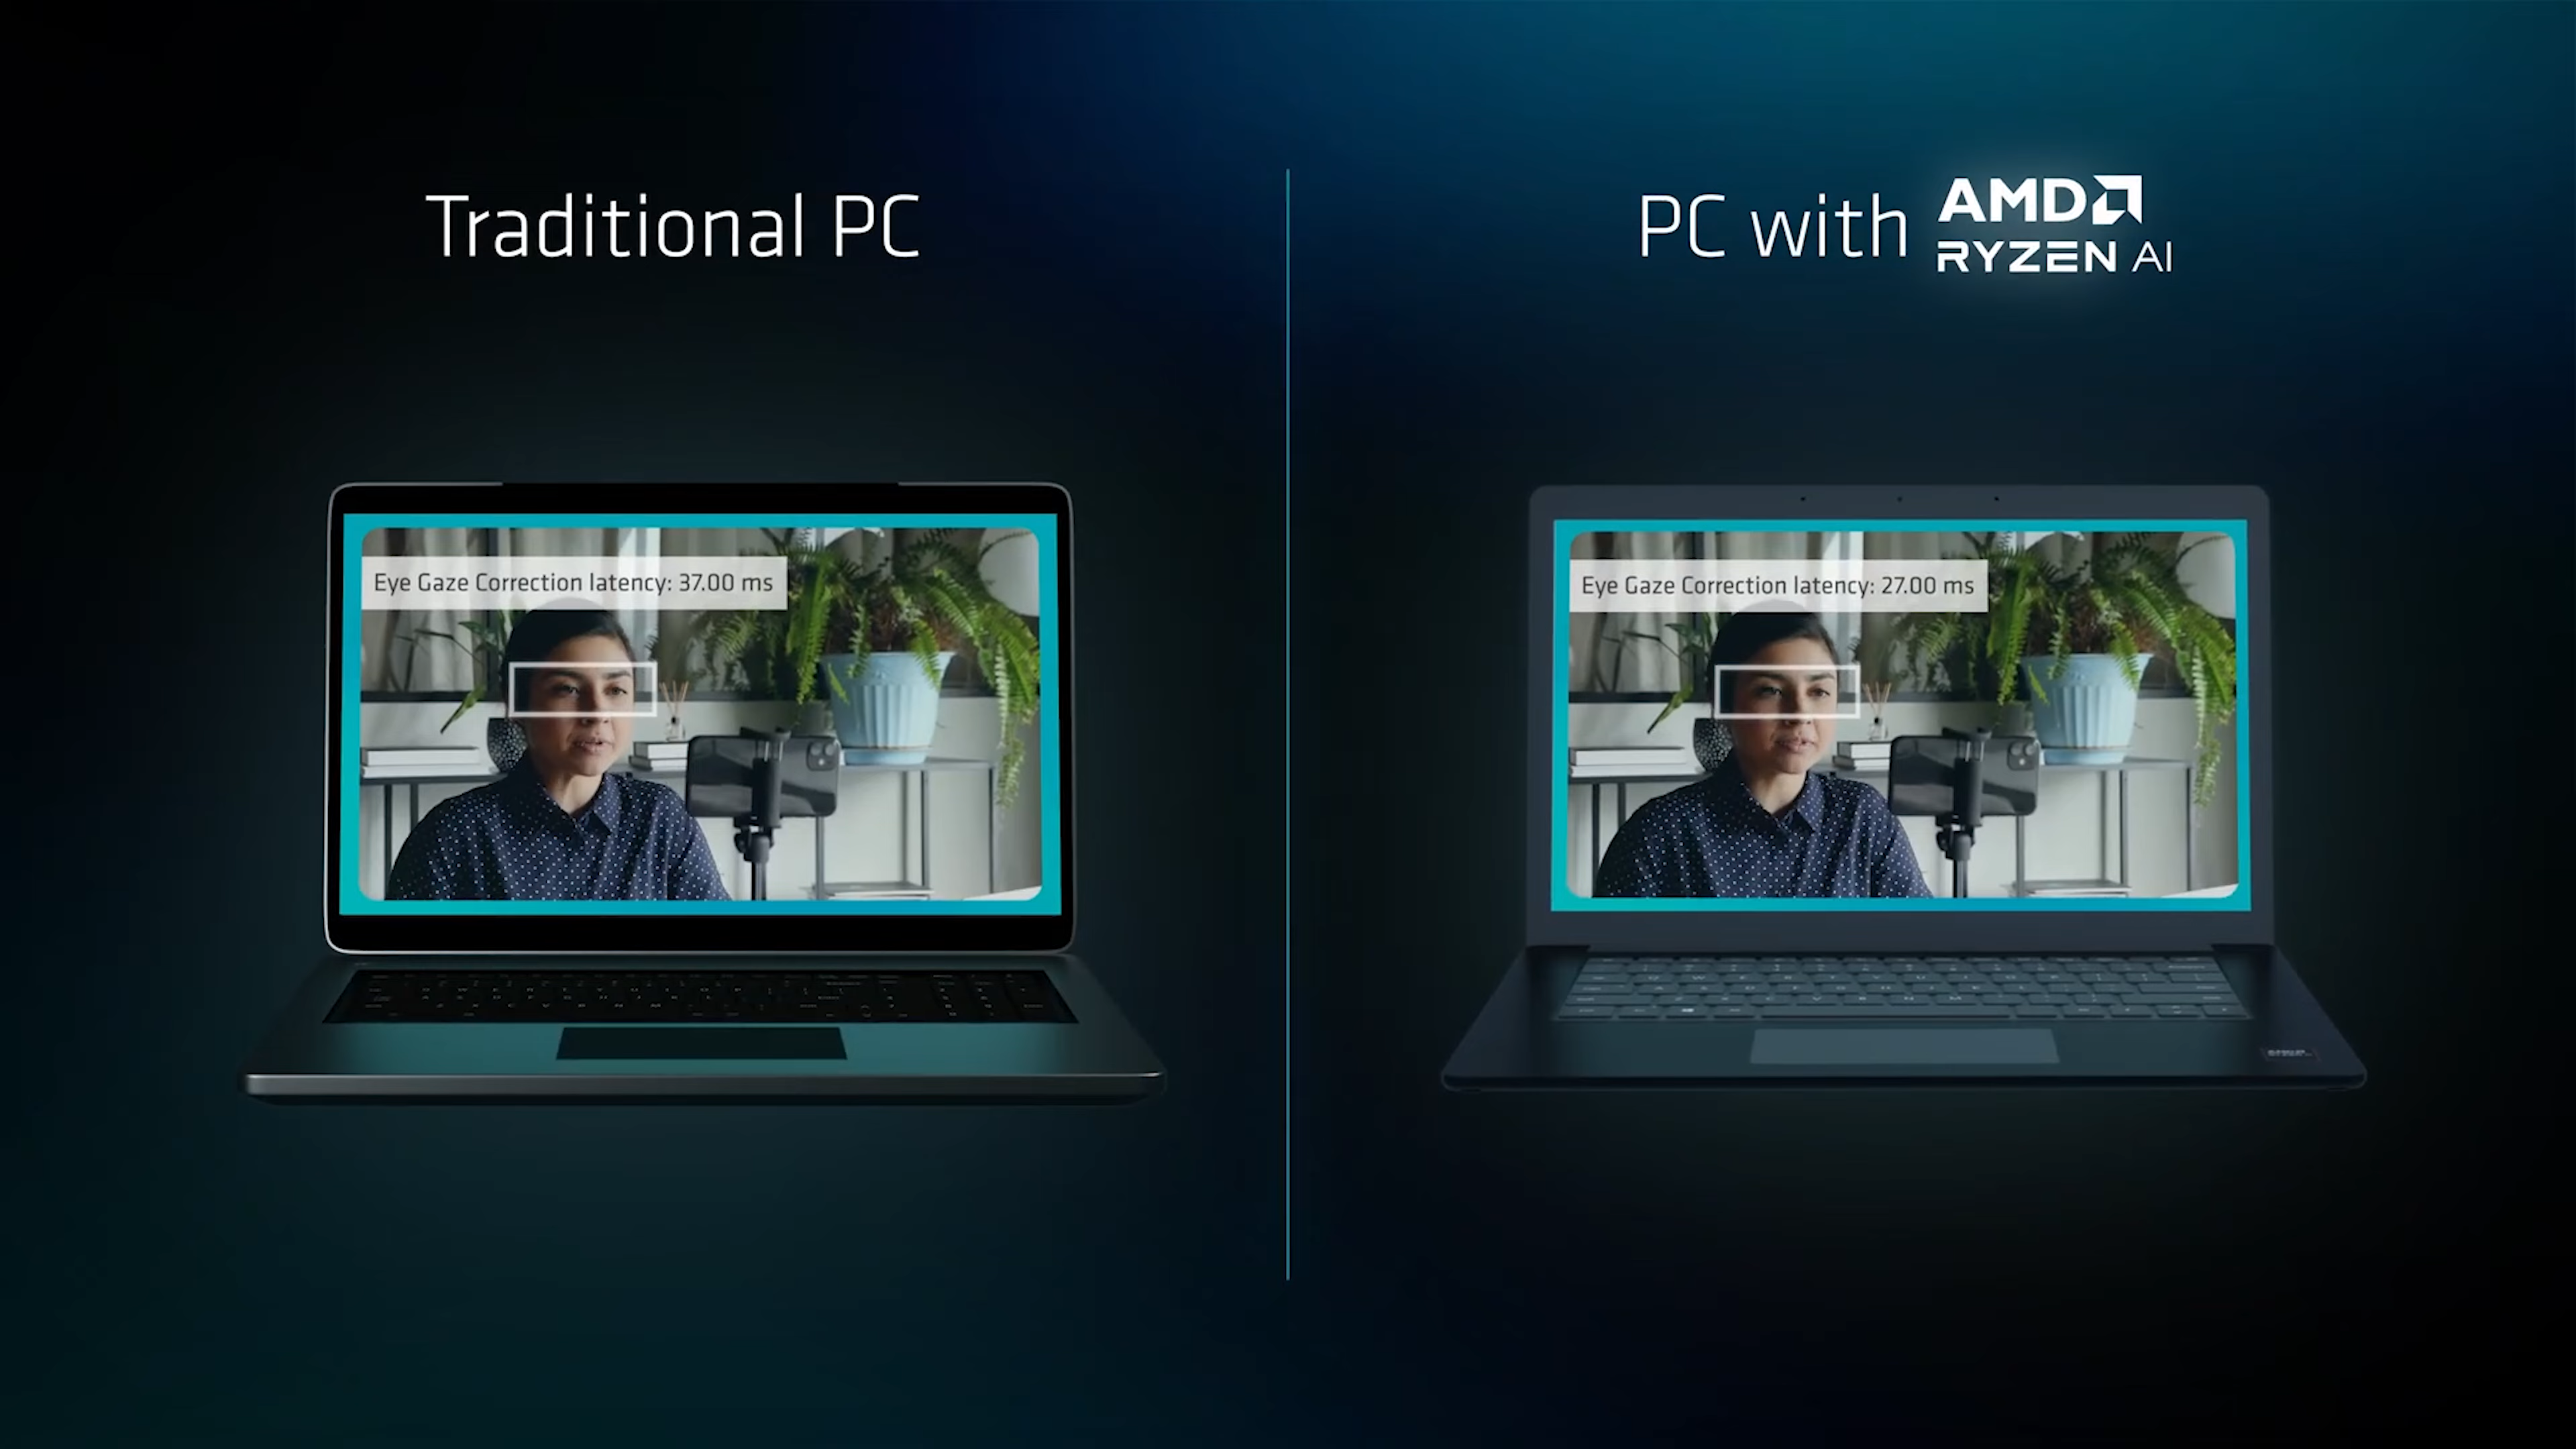 Traditional PC
PC with AMD
RYZEN AI
Eye Gaze Correction latency: 37.00 ms
Eye Gaze Correction latency: 27.00 ms